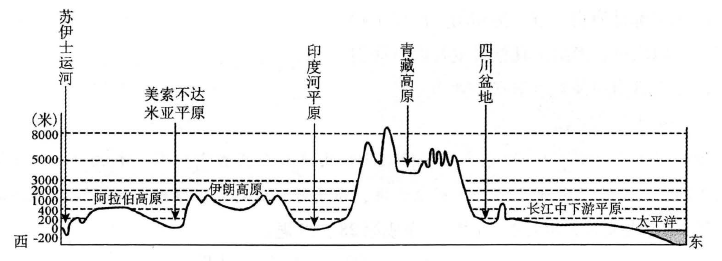 苏伊士运河
美索不达
米亚平原
印度河平原
青藏高原
四川盆地
(米)
8000
5000
3000
2000
1000
400
200
0
-200
阿拉伯高原
伊朗高原
长江中下游平原
太平洋
西
东